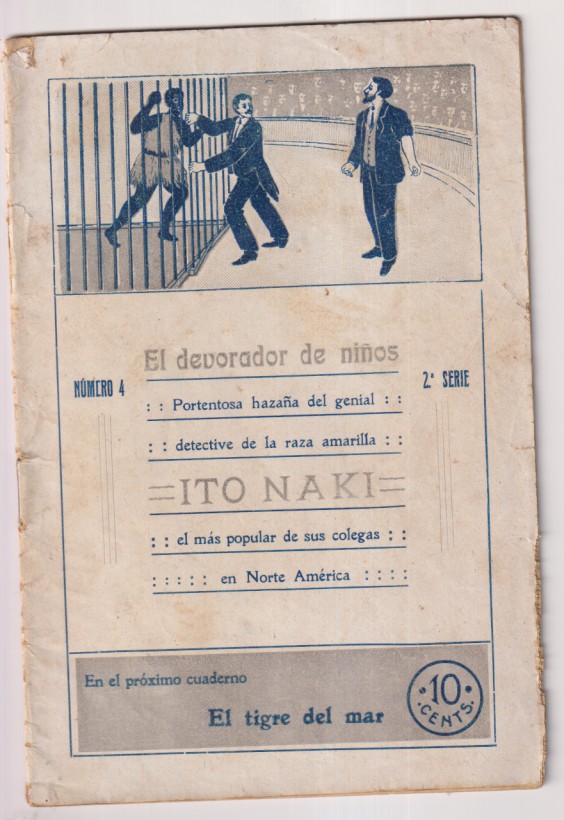 El devorador de niños
NÚMERO 4
2.ª SERIE
: : Portentosa hazaña del genial : :
: : detective de la raza amarilla : :
=ITO NAKI=
: : el más popular de sus colegas : :
: : : : : en Norte América : : : :
En el próximo cuaderno
El tigre del mar
10
CENTS.